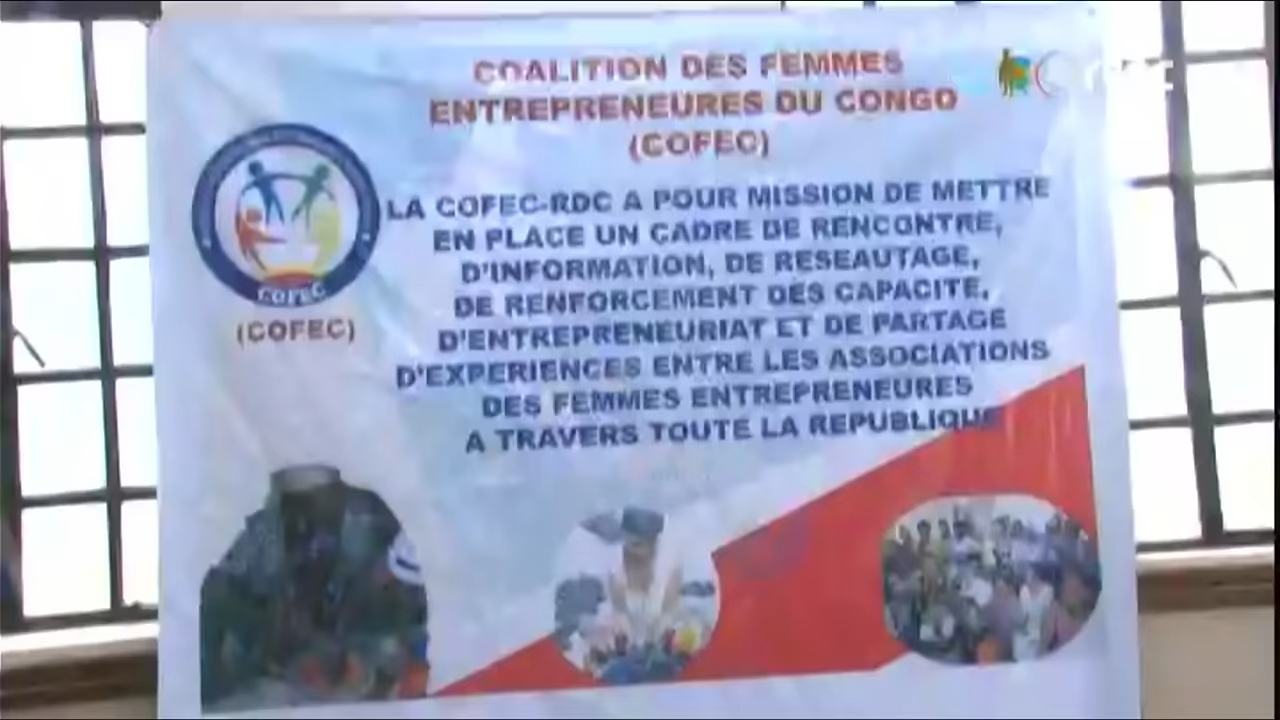 COALITION DES FEMMES
ENTREPRENEURES DU CONGO
(COFEC)
LA COFEC-RDC A POUR MISSION DE METTRE
EN PLACE UN CADRE DE RENCONTRE,
D'INFORMATION, DE RESEAUTAGE,
DE RENFORCEMENT DES CAPACITE,
D'ENTREPRENEURIAT ET DE PARTAGE
D'EXPERIENCES ENTRE LES ASSOCIATIONS
DES FEMMES ENTREPRENEURES
A TRAVERS TOUTE LA REPUBLIQUE
COFEC
(COFEC)